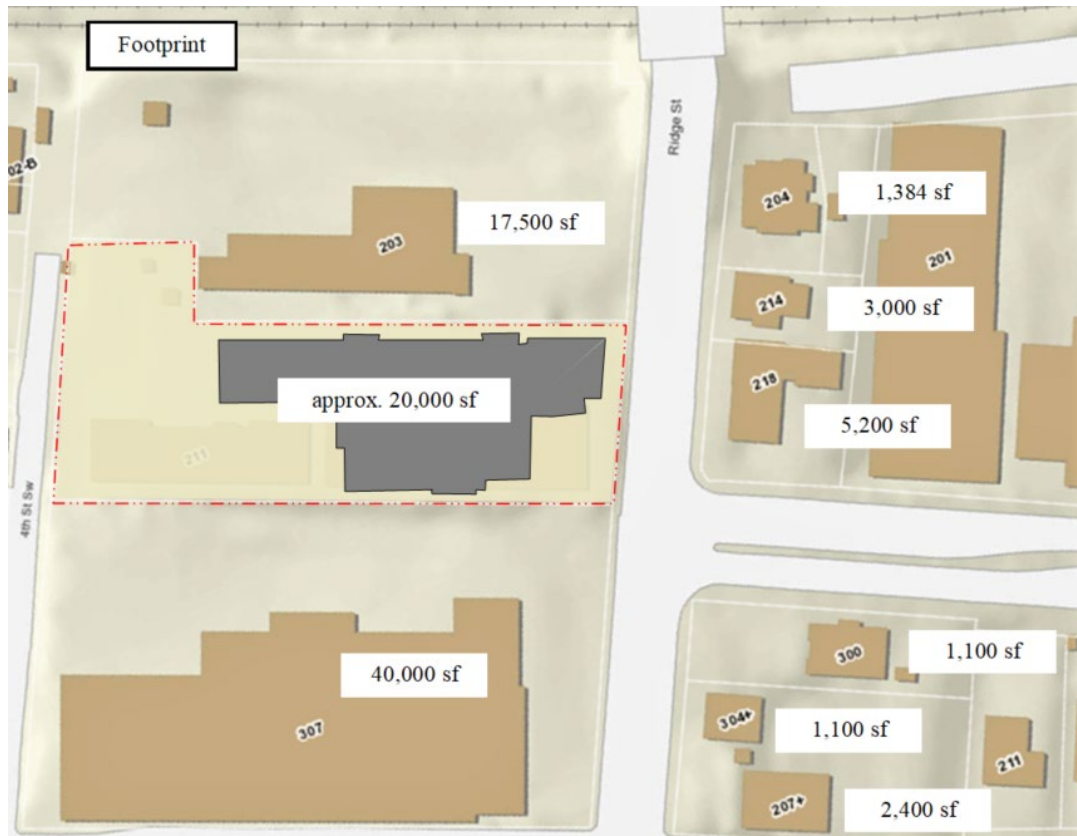 Footprint
02-B
Ridge St
203
17,500 sf
204
1,384 sf
201
214
3,000 sf
218
5,200 sf
approx. 20,000 sf
211
4th St Sw
307
40,000 sf
300
1,100 sf
304+
1,100 sf
211
207+
2,400 sf